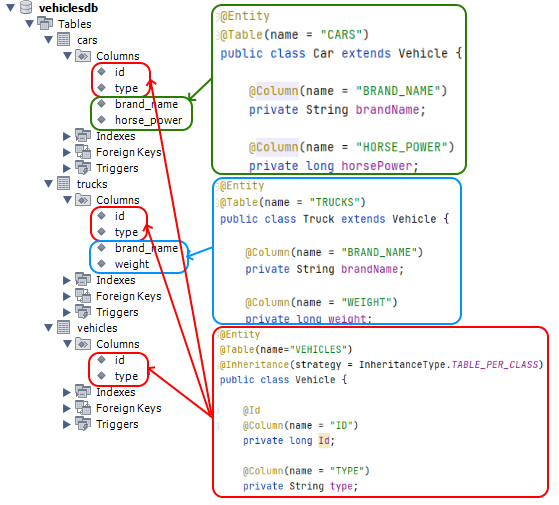 vehiclesdb
Tables
cars
Columns
id
type
brand_name
horse_power
Indexes
Foreign Keys
Triggers
trucks
Columns
id
type
brand_name
weight
Indexes
Foreign Keys
Triggers
vehicles
Columns
id
type
Indexes
Foreign Keys
Triggers
@Entity
@Table(name = "CARS")
public class Car extends Vehicle {
@Column(name = "BRAND_NAME")
private String brandName;
@Column(name = "HORSE_POWER")
private long horsePower;
@Entity
@Table(name = "TRUCKS")
public class Truck extends Vehicle {
@Column(name = "BRAND_NAME")
private String brandName;
@Column(name = "WEIGHT")
private long weight;
@Entity
@Table(name="VEHICLES")
@Inheritance(strategy = InheritanceType.TABLE_PER_CLASS)
public class Vehicle {
@Id
@Column(name = "ID")
private long Id;
@Column(name = "TYPE")
private String type;